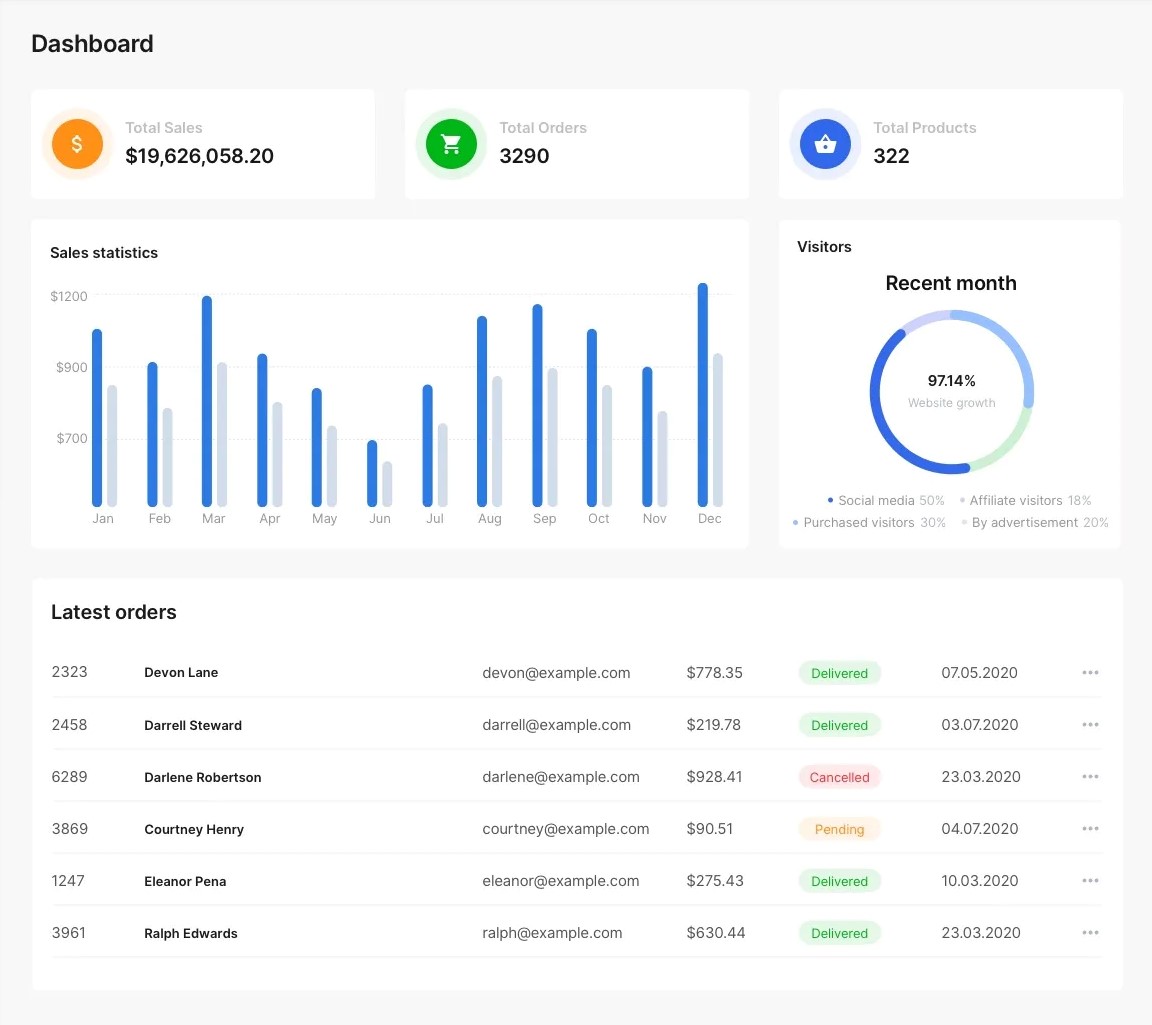 Dashboard
Total Sales
$19,626,058.20
Total Orders
3290
Total Products
322
Sales statistics
$1200
$900
$700
Jan Feb Mar Apr May Jun Jul Aug Sep Oct Nov Dec
Visitors
Recent month
97.14%
Website growth
Social media 50% Affiliate visitors 18%
Purchased visitors 30% By advertisement 20%
Latest orders
2323 Devon Lane devon@example.com $778.35 Delivered 07.05.2020
2458 Darrell Steward darrell@example.com $219.78 Delivered 03.07.2020
6289 Darlene Robertson darlene@example.com $928.41 Cancelled 23.03.2020
3869 Courtney Henry courtney@example.com $90.51 Pending 04.07.2020
1247 Eleanor Pena eleanor@example.com $275.43 Delivered 10.03.2020
3961 Ralph Edwards ralph@example.com $630.44 Delivered 23.03.2020